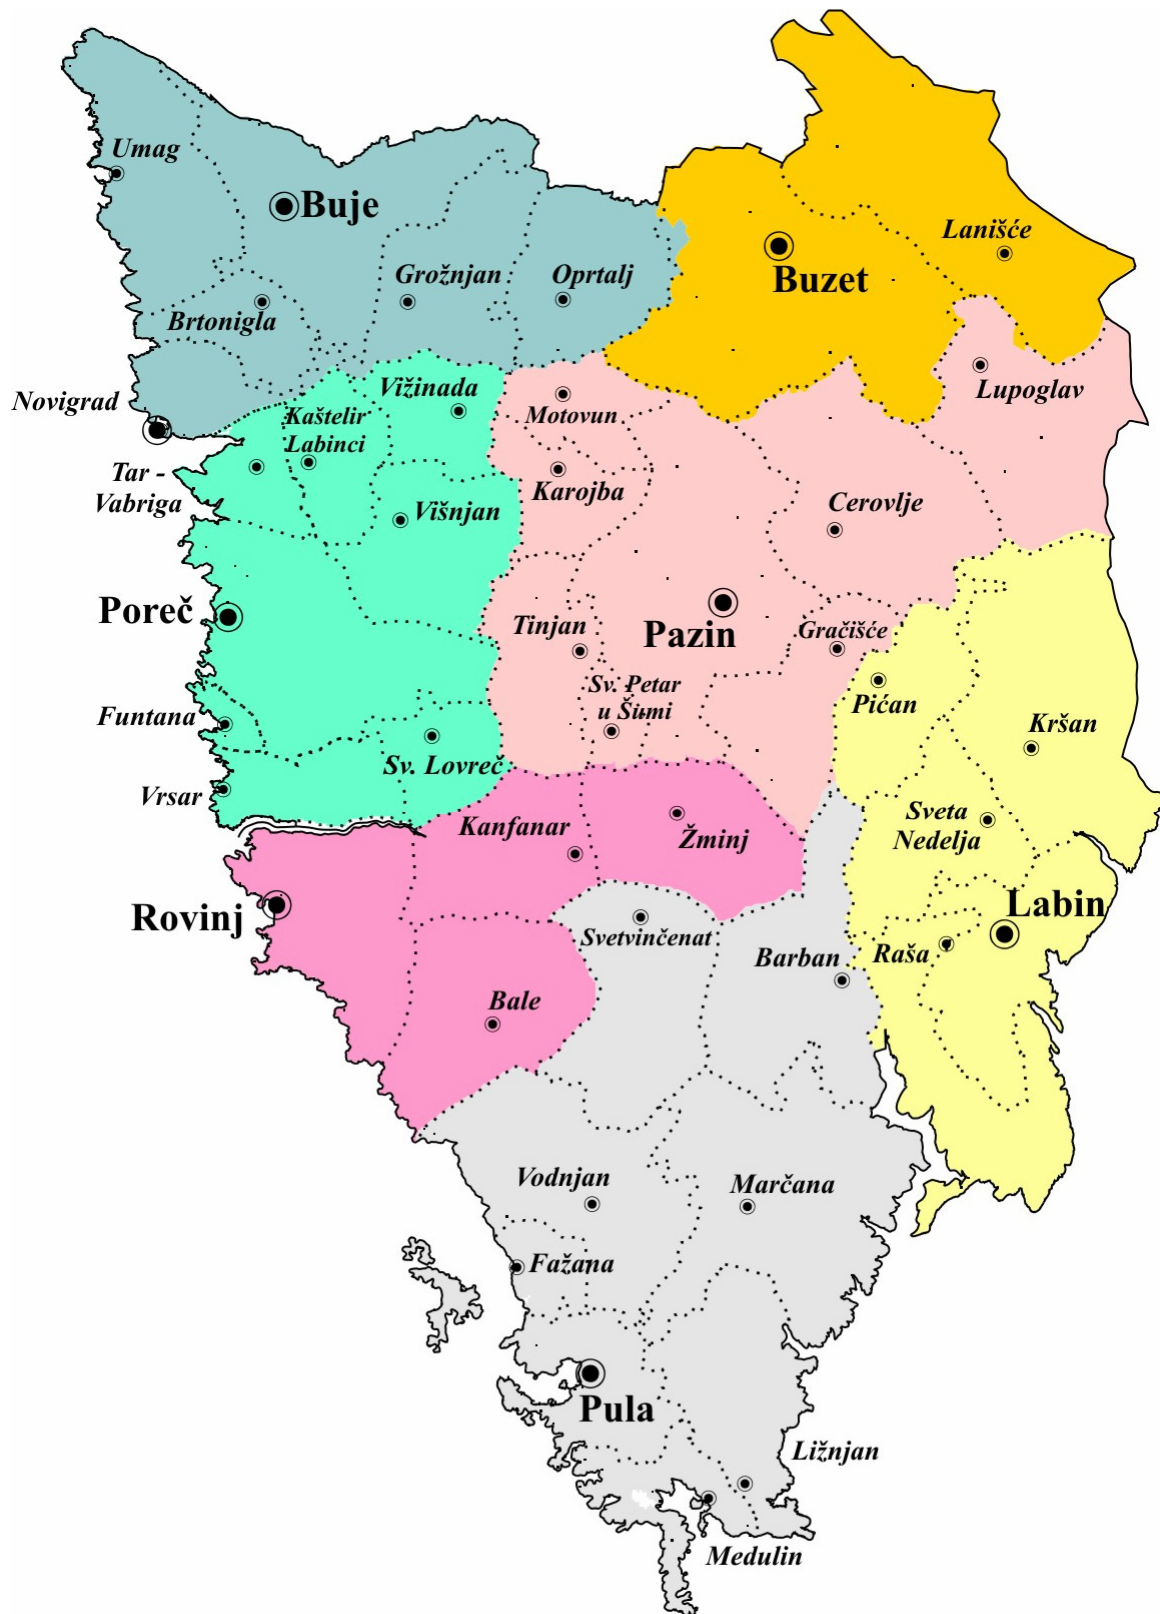 Umag
Buje
Lanišće
Buzet
Grožnjan
Oprtalj
Brtonigla
Lupoglav
Novigrad
Vižinada
Motovun
Kaštelir
Labinci
Tar -
Vabriga
Karojba
Višnjan
Cerovlje
Poreč
Tinjan
Pazin
Gračišće
Sv. Petar
u Šumi
Pićan
Funtana
Kršan
Sv. Lovreč
Vrsar
Kanfanar
Žminj
Sveta
Nedelja
Rovinj
Labin
Svetvinčenat
Barban
Raša
Bale
Vodnjan
Marčana
Fažana
Pula
Ližnjan
Medulin